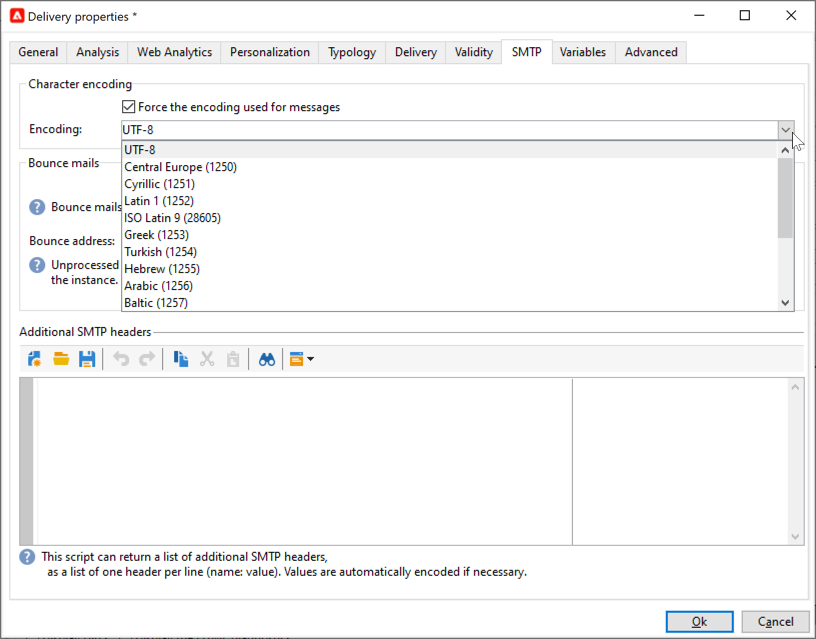 Delivery properties *
General Analysis Web Analytics Personalization Typology Delivery Validity SMTP Variables Advanced
Character encoding
Force the encoding used for messages
Encoding: UTF-8
UTF-8
Central Europe (1250)
Cyrillic (1251)
Latin 1 (1252)
ISO Latin 9 (28605)
Greek (1253)
Turkish (1254)
Hebrew (1255)
Arabic (1256)
Baltic (1257)
Bounce mails
Bounce mails
Bounce address:
Unprocessed
the instance.
Additional SMTP headers
This script can return a list of additional SMTP headers,
as a list of one header per line (name: value). Values are automatically encoded if necessary.
Ok Cancel